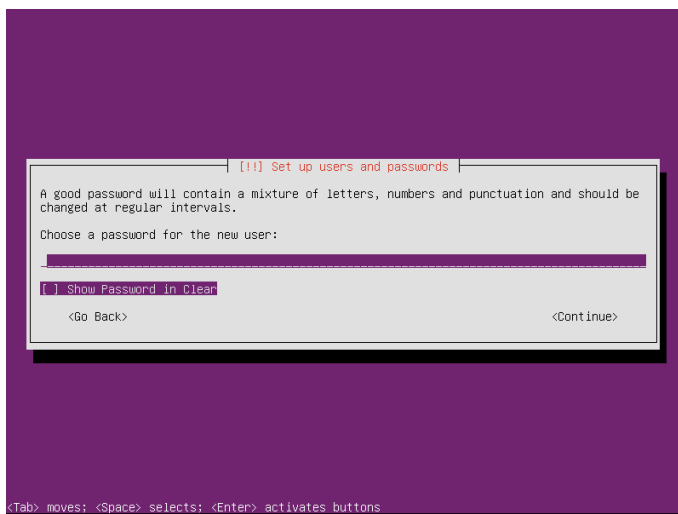 [!!] Set up users and passwords
A good password will contain a mixture of letters, numbers and punctuation and should be
changed at regular intervals.
Choose a password for the new user:
[ ] Show Password in Clear
<Go Back> <Continue>
<Tab> moves; <Space> selects; <Enter> activates buttons